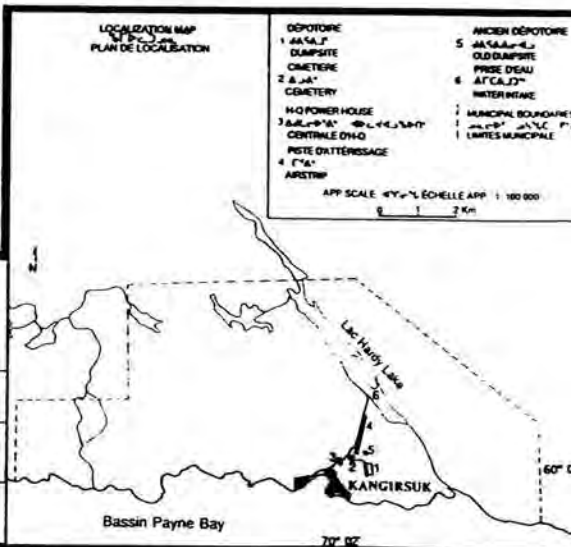 LOCALIZATION MAP
PLAN DE LOCALISATION
DÉPOTOIRE
1
DUMPSITE
CIMETIERE
2
CEMETERY
H-Q POWER HOUSE
3
CENTRALE D'H-Q
PISTE D'ATTÉRISSAGE
4
AIRSTRIP
ANCIEN DÉPOTOIRE
5
OLD DUMPSITE
PRISE D'EAU
6
WATER INTAKE
MUNICIPAL BOUNDARIES
LIMITES MUNICIPALE
APP SCALE ÉCHELLE APP 1 : 100 000
0 1 2 Km
N
Lac Hardy Lake
6
4
3 5
2 1
KANGIRSUK
60° 0
Bassin Payne Bay
70° 02'